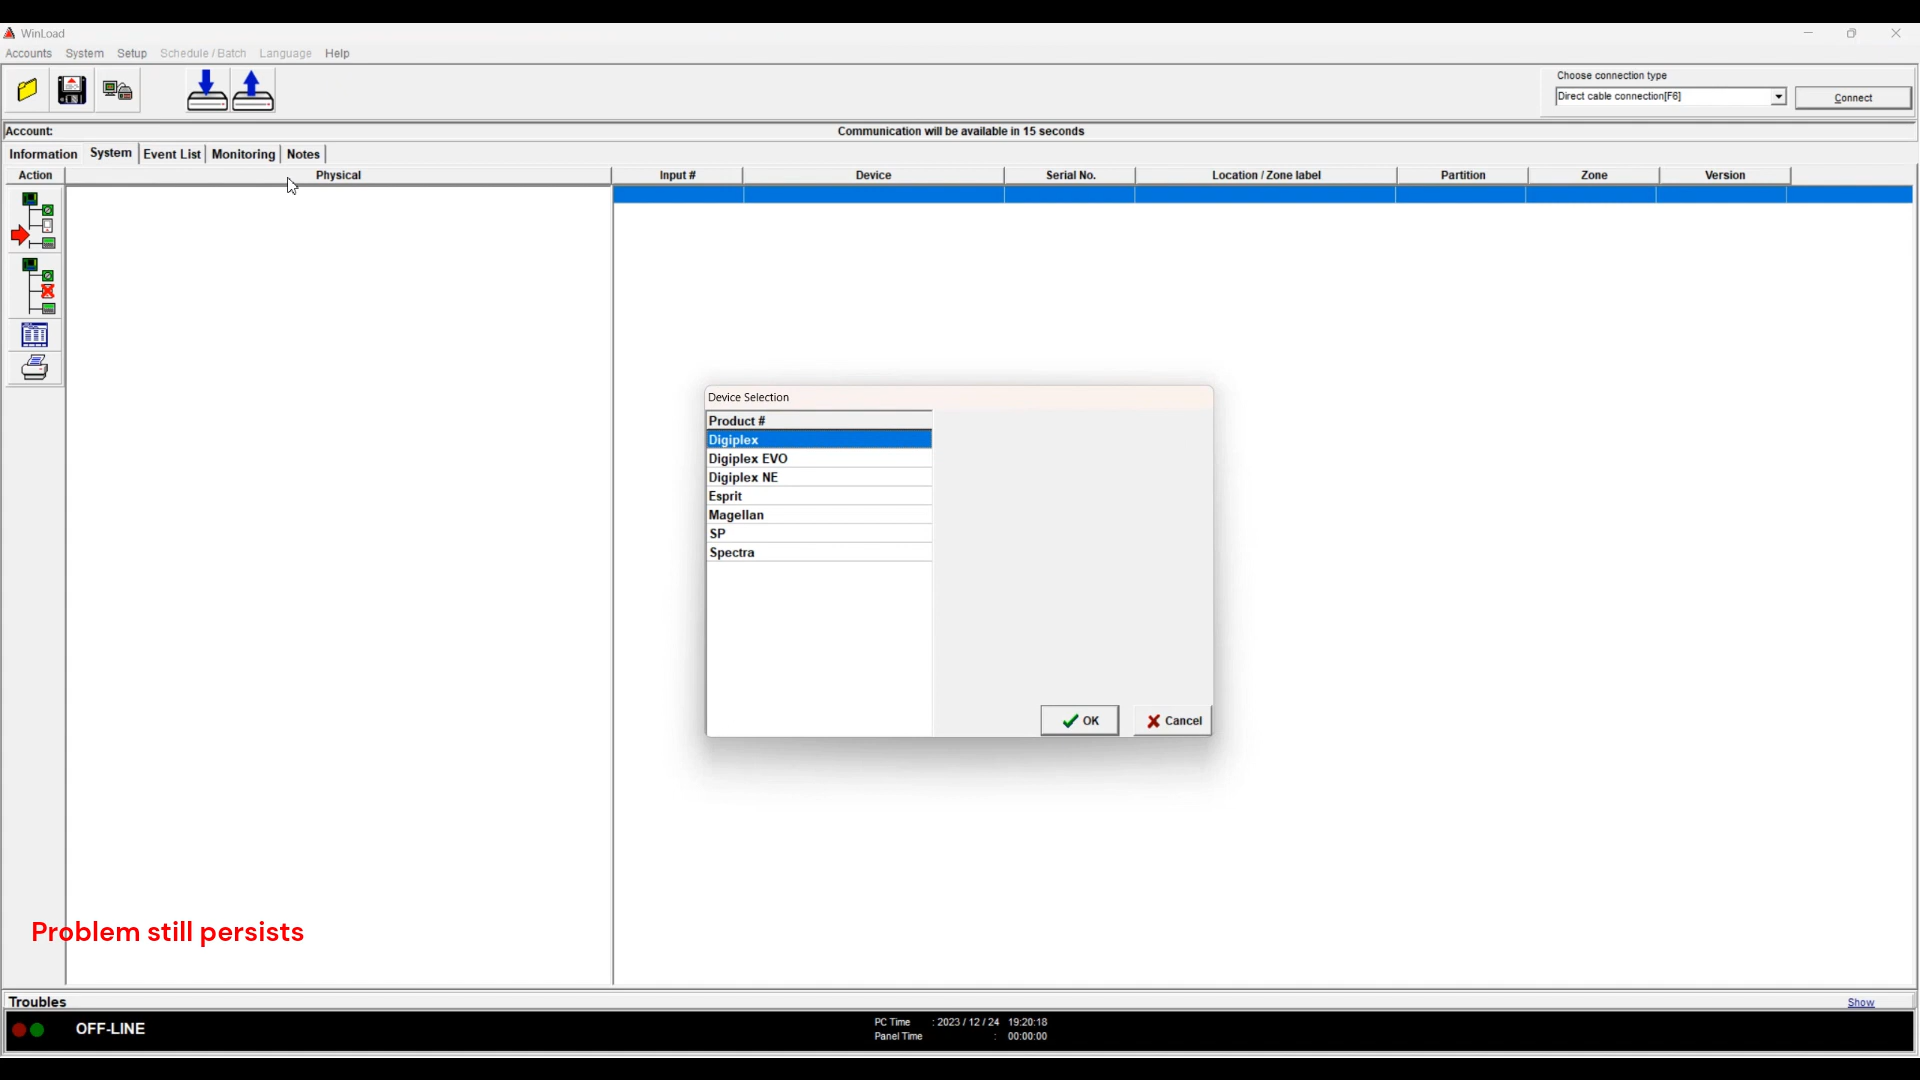 WinLoad
Accounts System Setup Schedule / Batch Language Help
Choose connection type
Direct cable connection[F6]
Connect
Account:
Communication will be available in 15 seconds
Information System Event List Monitoring Notes
Action Physical Input # Device Serial No. Location / Zone label Partition Zone Version
Device Selection
Product #
Digiplex
Digiplex EVO
Digiplex NE
Esprit
Magellan
SP
Spectra
OK Cancel
Problem still persists
Troubles Show
OFF-LINE
PC Time : 2023 / 12 / 24 19:20:18
Panel Time : 00:00:00